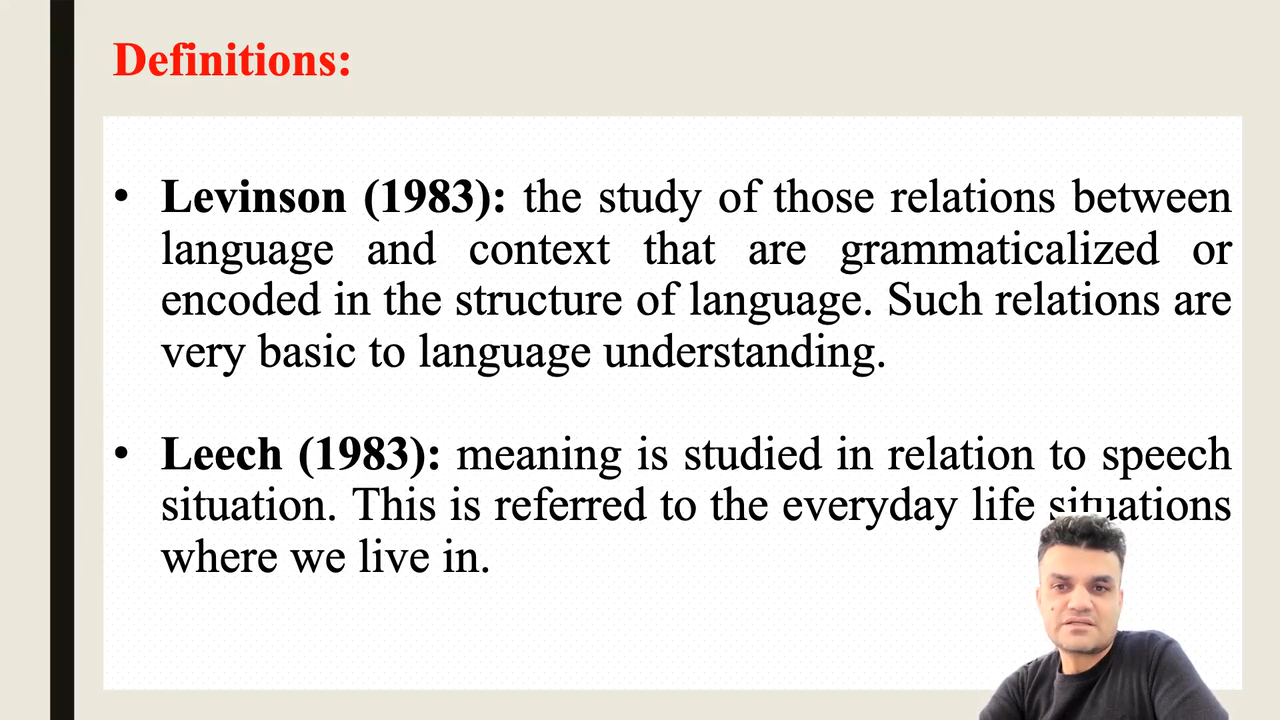 Definitions:
• Levinson (1983): the study of those relations between
language and context that are grammaticalized or
encoded in the structure of language. Such relations are
very basic to language understanding.
• Leech (1983): meaning is studied in relation to speech
situation. This is referred to the everyday life situations
where we live in.